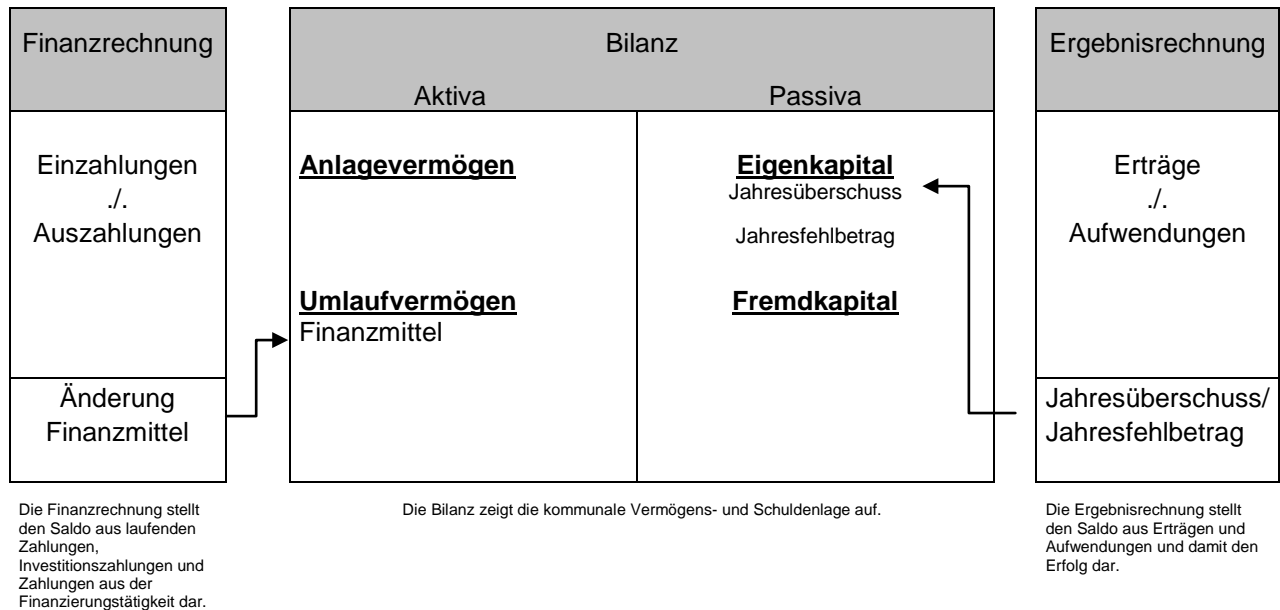 Finanzrechnung
Einzahlungen
./.
Auszahlungen
Änderung
Finanzmittel
Die Finanzrechnung stellt
den Saldo aus laufenden
Zahlungen,
Investitionszahlungen und
Zahlungen aus der
Finanzierungstätigkeit dar.
Bilanz
Aktiva
Passiva
Anlagevermögen
Umlaufvermögen
Finanzmittel
Eigenkapital
Jahresüberschuss
Jahresfehlbetrag
Fremdkapital
Die Bilanz zeigt die kommunale Vermögens- und Schuldenlage auf.
Ergebnisrechnung
Erträge
./.
Aufwendungen
Jahresüberschuss/
Jahresfehlbetrag
Die Ergebnisrechnung stellt
den Saldo aus Erträgen und
Aufwendungen und damit den
Erfolg dar.